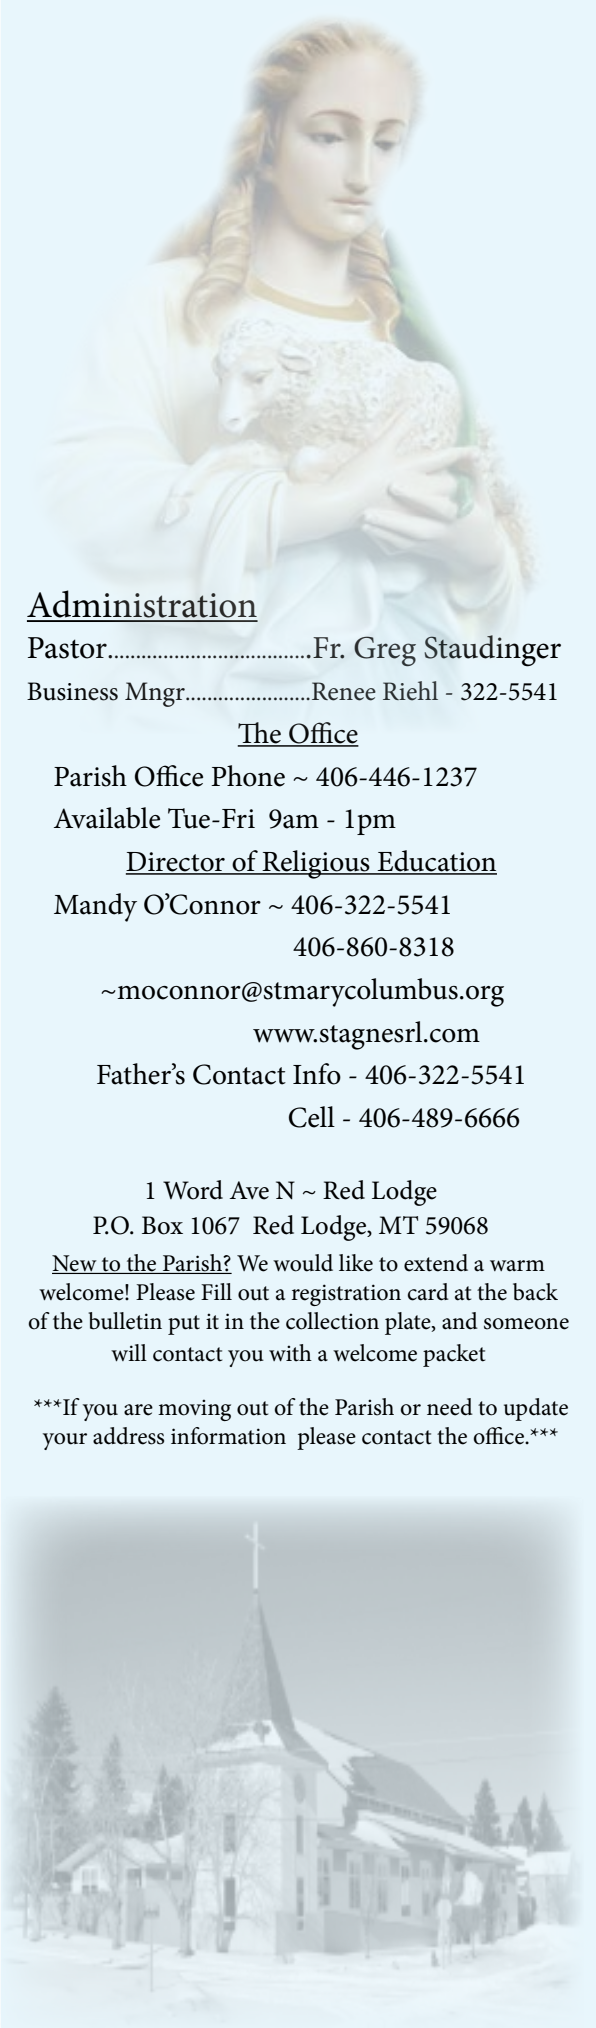 Administration
Pastor.....................................Fr. Greg Staudinger
Business Mngr.......................Renee Riehl - 322-5541
The Office
Parish Office Phone ~ 406-446-1237
Available Tue-Fri  9am - 1pm
Director of Religious Education
Mandy O’Connor ~ 406-322-5541
406-860-8318
~moconnor@stmarycolumbus.org
www.stagnesrl.com
Father’s Contact Info - 406-322-5541
Cell - 406-489-6666
1 Word Ave N ~ Red Lodge
P.O. Box 1067  Red Lodge, MT 59068
New to the Parish? We would like to extend a warm
welcome! Please Fill out a registration card at the back
of the bulletin put it in the collection plate, and someone
will contact you with a welcome packet
***If you are moving out of the Parish or need to update
your address information  please contact the office.***